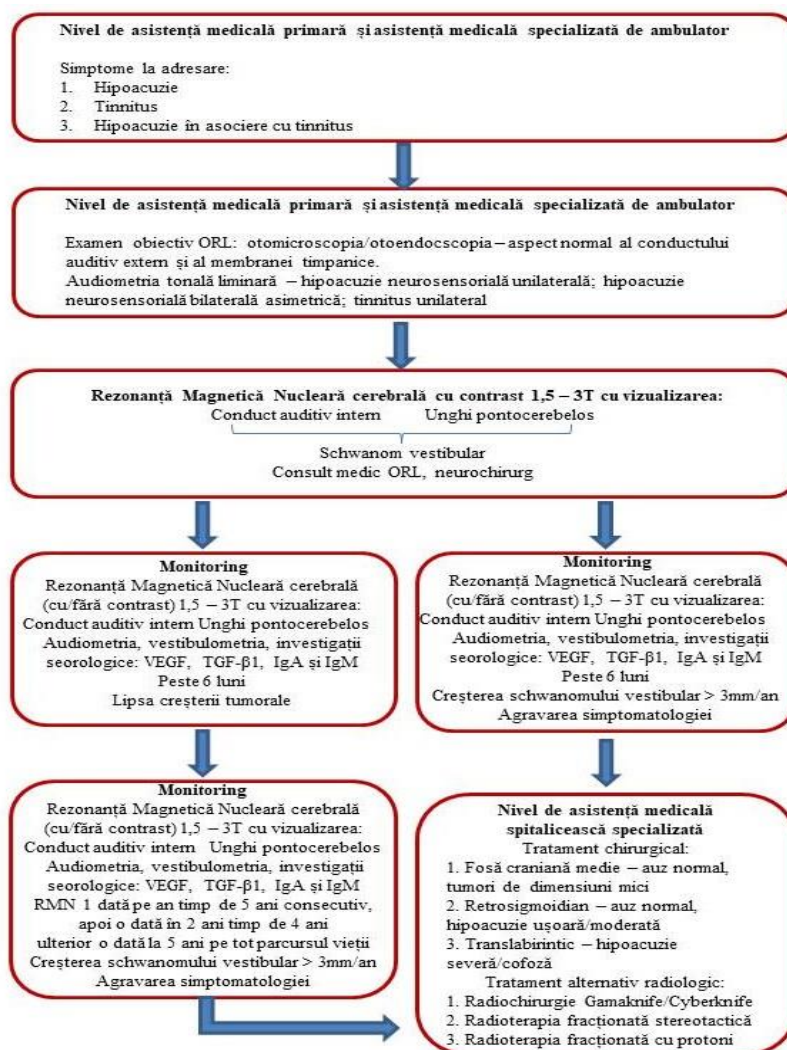 Nivel de asistență medicală primară și asistență medicală specializată de ambulator
Simptome la adresare:
1. Hipoacuzie
2. Tinnitus
3. Hipoacuzie în asociere cu tinnitus
Nivel de asistență medicală primară și asistență medicală specializată de ambulator
Examen obiectiv ORL: otomicroscopia/otoendcscopia – aspect normal al conductului
auditiv extern și al membranei timpanice.
Audiometria tonală liminară – hipoacuzie neurosensorială unilaterală; hipoacuzie
neurosensorială bilaterală asimetrică; tinnitus unilateral
Rezonanță Magnetică Nucleară cerebrală cu contrast 1,5 – 3T cu vizualizarea:
Conduct auditiv intern Unghi pontocerebelos
Schwanom vestibular
Consult medic ORL, neurochirurg
Monitoring
Rezonanță Magnetică Nucleară cerebrală
(cu/fără contrast) 1,5 – 3T cu vizualizarea:
Conduct auditiv intern Unghi pontocerebelos
Audiometria, vestibulometria, investigații
seorologice: VEGF, TGF-β1, IgA și IgM
Peste 6 luni
Lipsa creșterii tumorale
Monitoring
Rezonanță Magnetică Nucleară cerebrală
(cu/fără contrast) 1,5 – 3T cu vizualizarea:
Conduct auditiv intern Unghi pontocerebelos
Audiometria, vestibulometria, investigații
seorologice: VEGF, TGF-β1, IgA și IgM
Peste 6 luni
Creșterea schwanomului vestibular > 3mm/an
Agravarea simptomatologiei
Monitoring
Rezonanță Magnetică Nucleară cerebrală
(cu/fără contrast) 1,5 – 3T cu vizualizarea:
Conduct auditiv intern Unghi pontocerebelos
Audiometria, vestibulometria, investigații
seorologice: VEGF, TGF-β1, IgA și IgM
RMN 1 dată pe an timp de 5 ani consecutiv,
apoi o dată în 2 ani timp de 4 ani
ulterior o dată la 5 ani pe tot parcursul vieții
Creșterea schwanomului vestibular > 3mm/an
Agravarea simptomatologiei
Nivel de asistență medicală
spitalicească specializată
Tratament chirurgical:
1. Fosă craniană medie – auz normal,
tumori de dimensiuni mici
2. Retrosigmoidian – auz normal,
hipoacuzie ușoară/moderată
3. Translabirintic – hipoacuzie
severă/cofoză
Tratament alternativ radiologic:
1. Radiochirurgie Gamaknife/Cyberknife
2. Radioterapia fracționată stereotactică
3. Radioterapia fracționată cu protoni